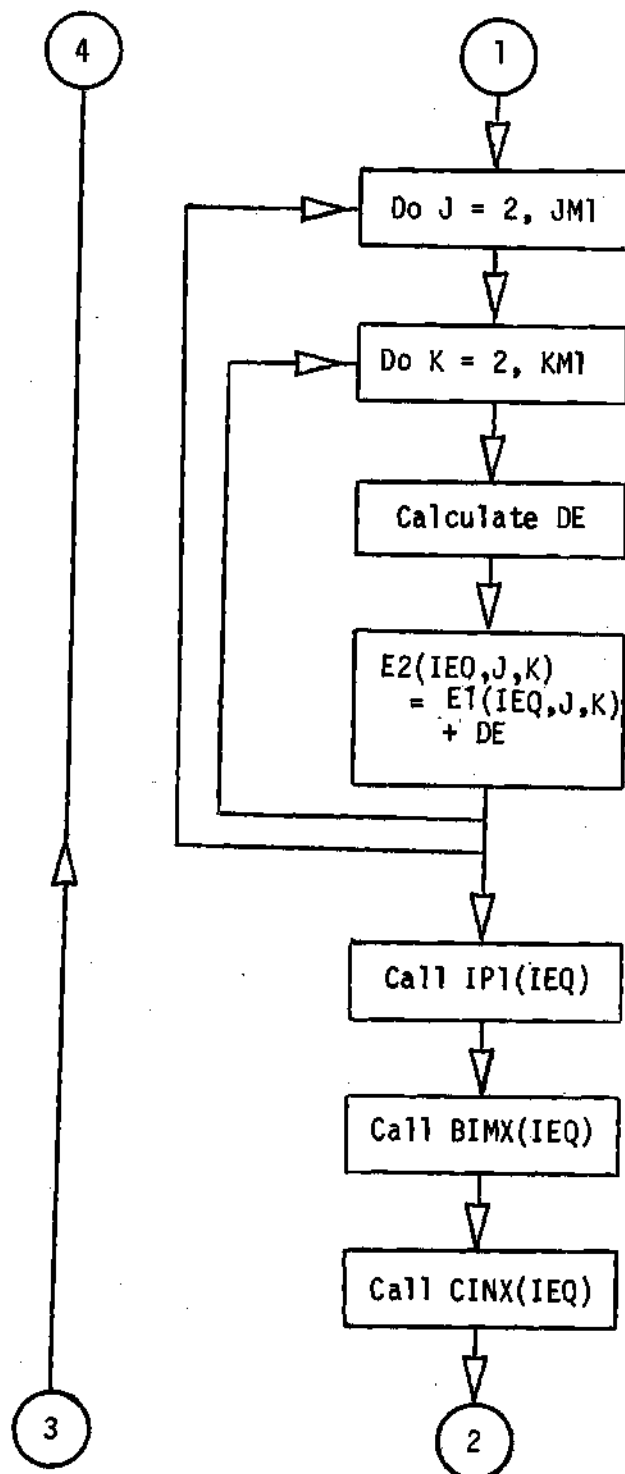 4
1
Do J = 2, JM1
Do K = 2, KM1
Calculate DE
E2(IEQ,J,K)
= E1(IEQ,J,K)
+ DE
Call IP1(IEQ)
Call BIMX(IEQ)
Call CINX(IEQ)
3
2